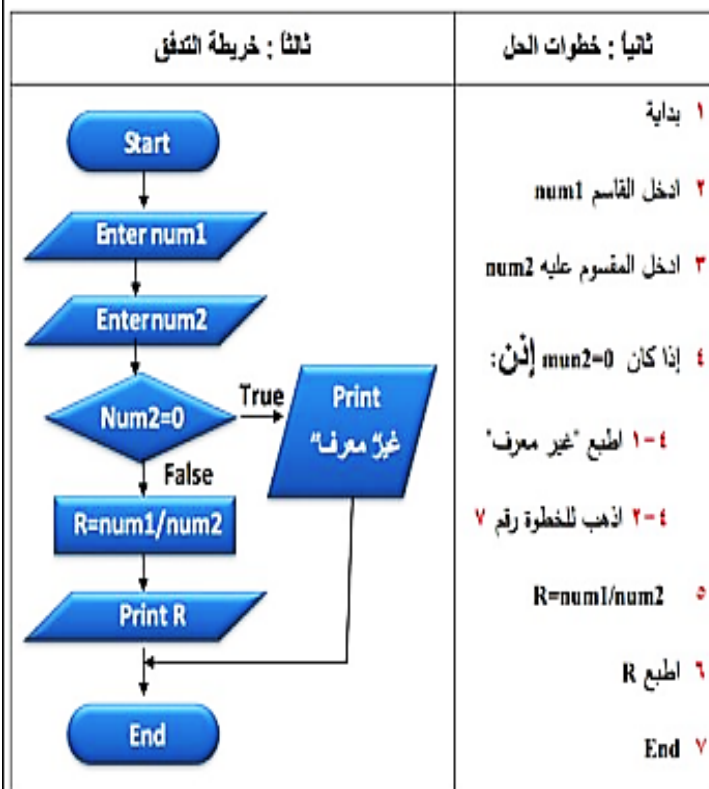 ثانياً : خطوات الحل
١ بداية
٢ ادخل القاسم num1
٣ ادخل المقسوم عليه num2
٤ إذا كان mun2=0 إذن:
٤-١ اطبع "غير معرف"
٤-٢ اذهب للخطوة رقم ٧
٥ R=num1/num2
٦ اطبع R
٧ End
ثالثاً : خريطة التدفق
Start
Enter num1
Enter num2
Num2=0
True
Print
"غير معرف"
False
R=num1/num2
Print R
End